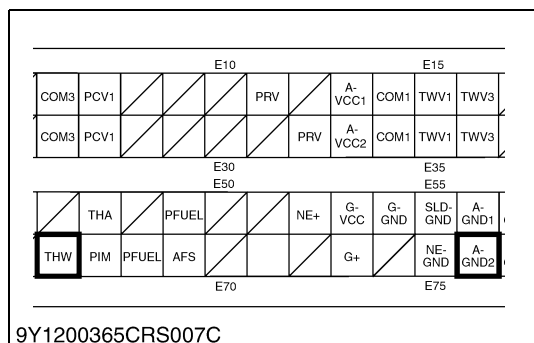 E10 E15
COM3 PCV1 PRV A-VCC1 COM1 TWV1 TWV3
COM3 PCV1 PRV A-VCC2 COM1 TWV1 TWV3
E30 E35
E50 E55
THA PFUEL NE+ G-VCC G-GND SLD-GND A-GND1
THW PIM PFUEL AFS G+ NE-GND A-GND2
E70 E75
9Y1200365CRS007C